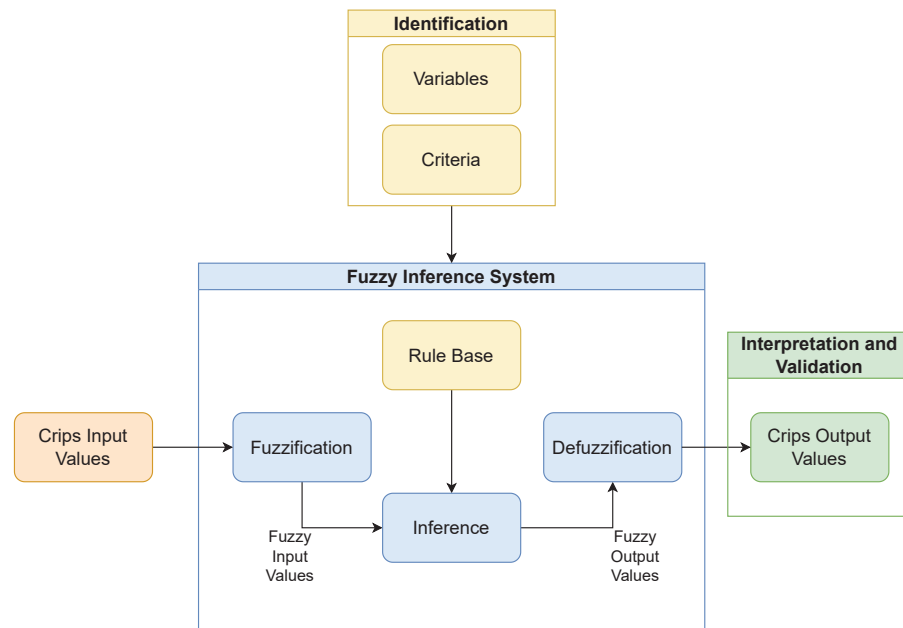 Identification
Variables
Criteria
Fuzzy Inference System
Rule Base
Interpretation and
Validation
Crips Input
Values
Fuzzification
Defuzzification
Crips Output
Values
Inference
Fuzzy
Input
Values
Fuzzy
Output
Values